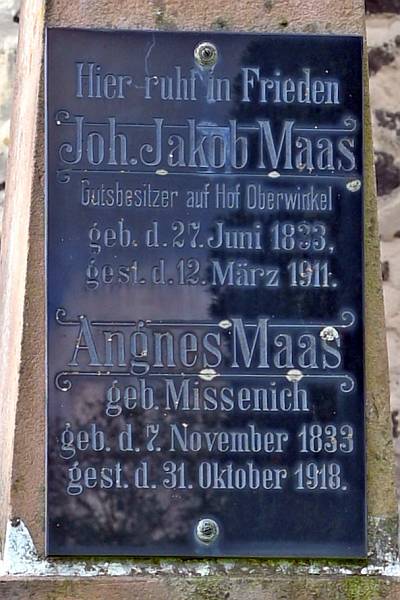 Hier ruht in Frieden
Joh. Jakob Maas
Gutsbesitzer auf Hof Oberwinkel
geb. d. 27. Juni 1833,
gest. d. 12. März 1911.
Angnes Maas
geb. Missenich
geb. d. 7. November 1833
gest. d. 31. Oktober 1918.